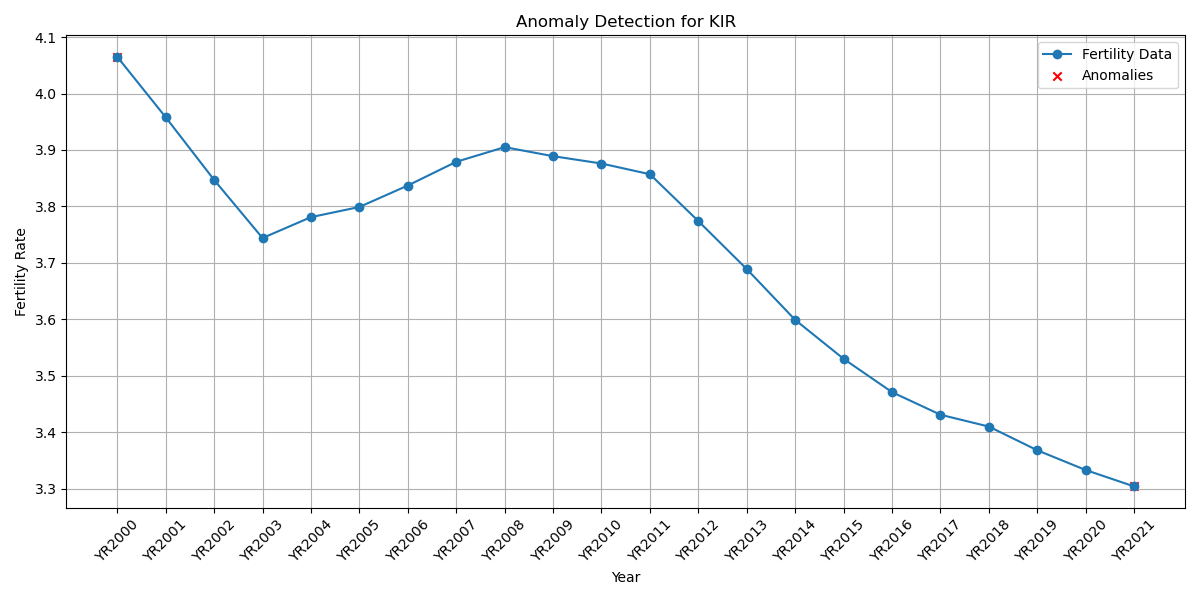 Anomaly Detection for KIR
Fertility Data
Anomalies
4.1
4.0
3.9
3.8
3.7
3.6
3.5
3.4
3.3
Fertility Rate
YR2000 YR2001 YR2002 YR2003 YR2004 YR2005 YR2006 YR2007 YR2008 YR2009 YR2010 YR2011 YR2012 YR2013 YR2014 YR2015 YR2016 YR2017 YR2018 YR2019 YR2020 YR2021
Year